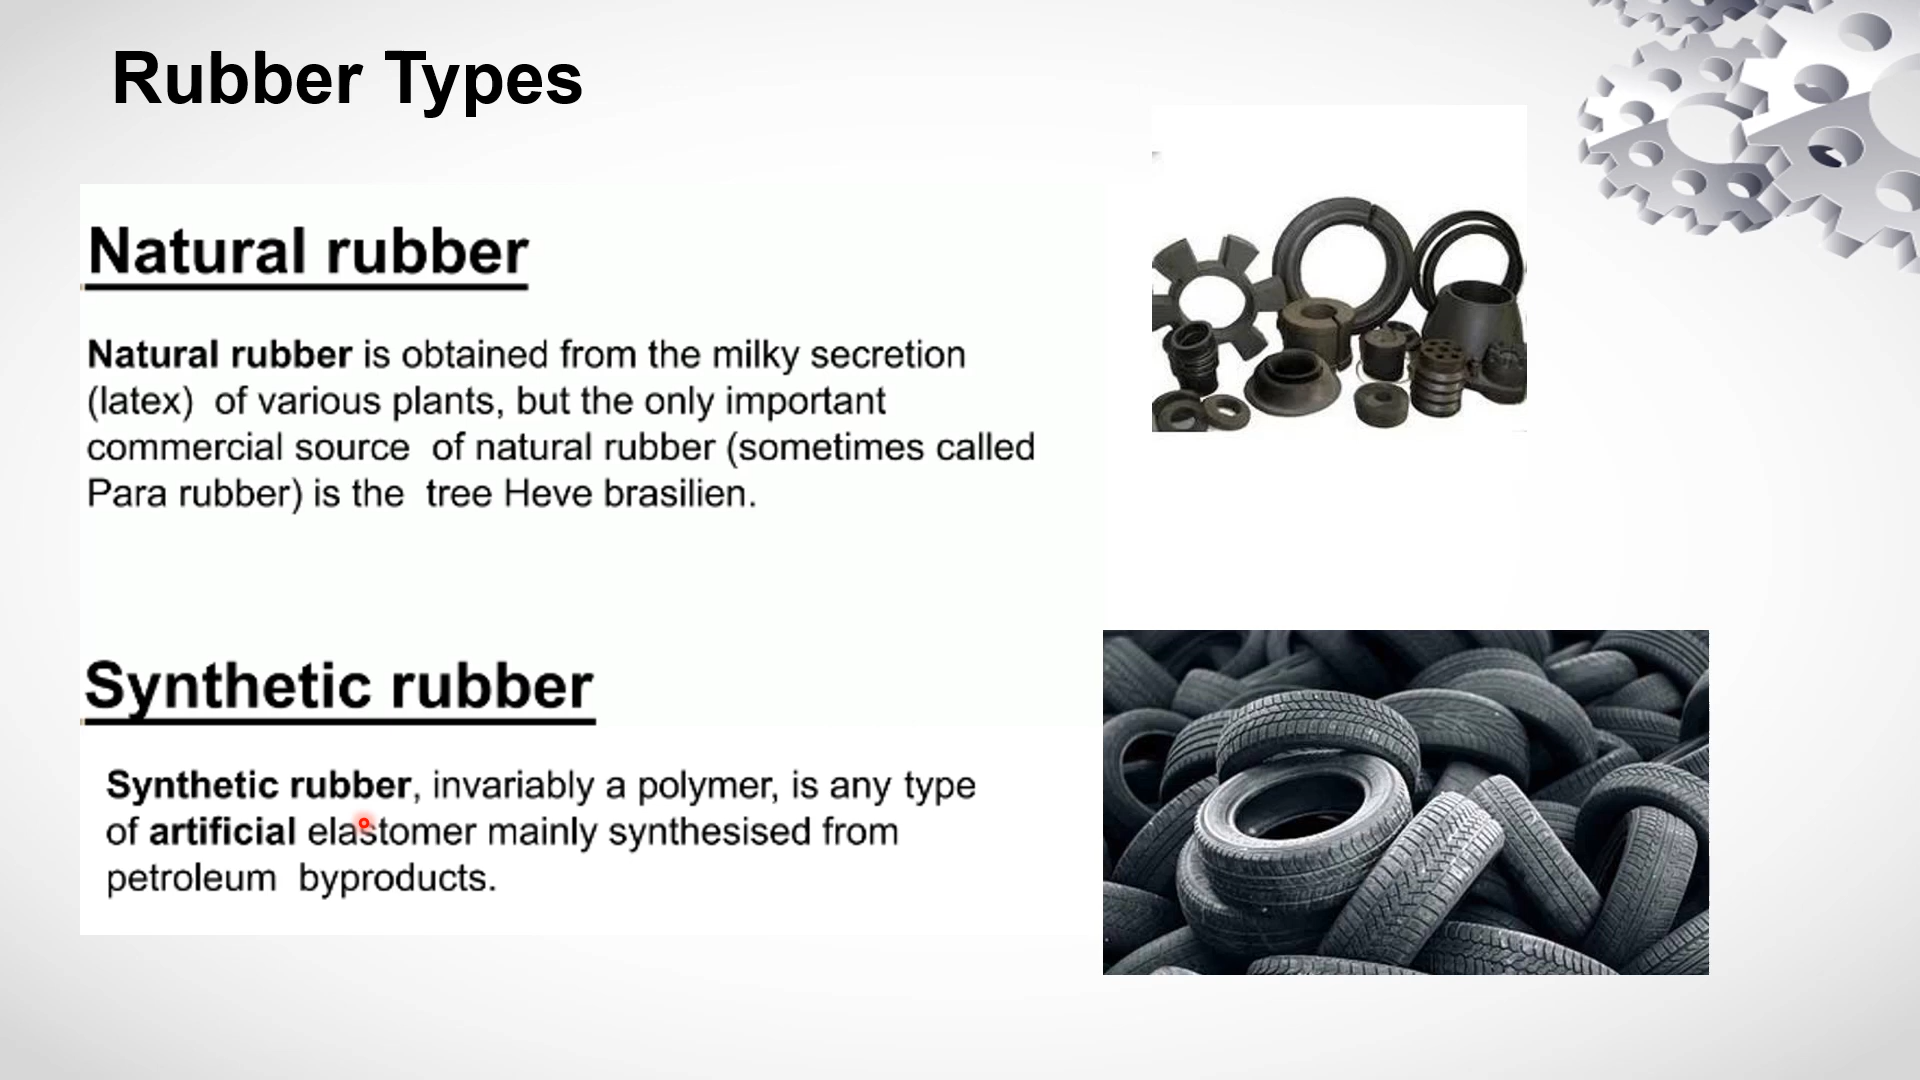 Rubber Types
Natural rubber
Natural rubber is obtained from the milky secretion
(latex) of various plants, but the only important
commercial source of natural rubber (sometimes called
Para rubber) is the tree Heve brasilien.
Synthetic rubber
Synthetic rubber, invariably a polymer, is any type
of artificial elastomer mainly synthesised from
petroleum byproducts.